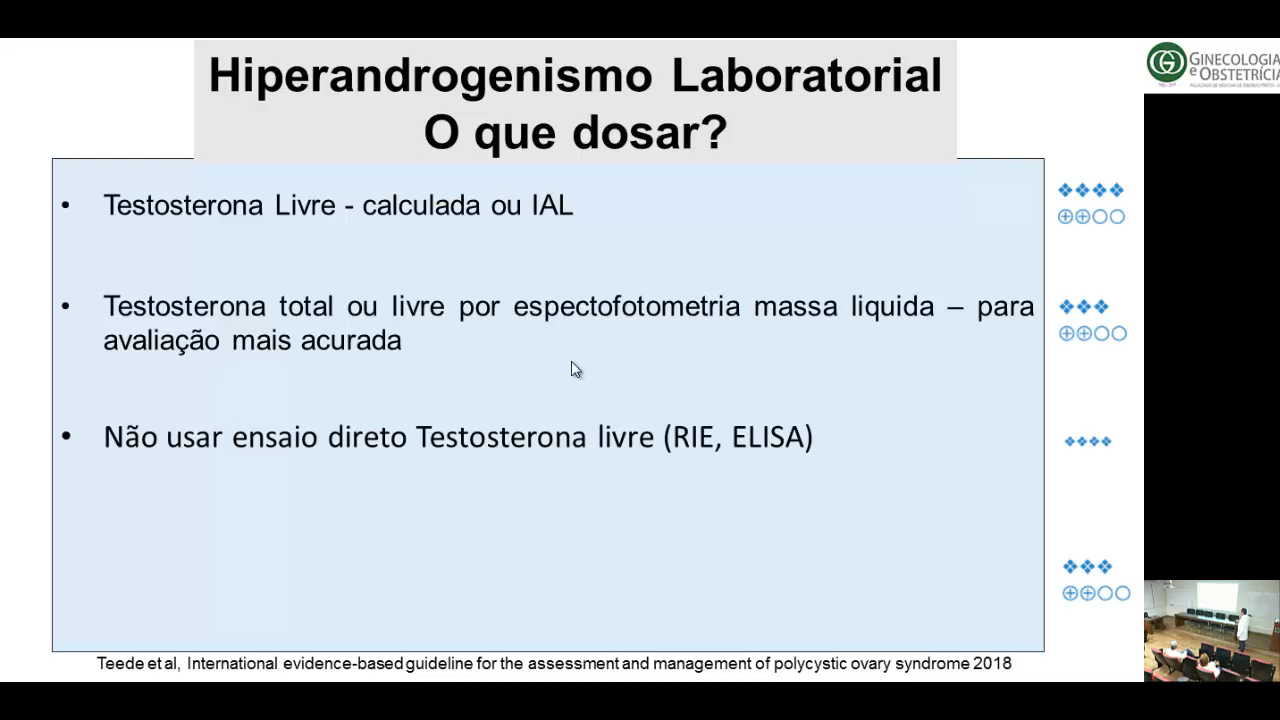 Hiperandrogenismo Laboratorial
O que dosar?
GINECOLOGIA
e OBSTETRÍCIA
• Testosterona Livre - calculada ou IAL
• Testosterona total ou livre por espectofotometria massa liquida – para
avaliação mais acurada
• Não usar ensaio direto Testosterona livre (RIE, ELISA)
Teede et al, International evidence-based guideline for the assessment and management of polycystic ovary syndrome 2018